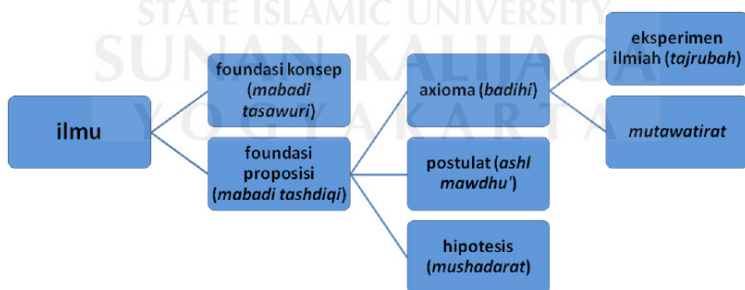 STATE ISLAMIC UNIVERSITY
SUNAN KALIJAGA
YOGYAKARTA
ilmu
foundasi konsep
(mabadi
tasawuri)
foundasi
proposisi
(mabadi tashdiqi)
axioma (badihi)
postulat (ashl
mawdhu')
hipotesis
(mushadarat)
eksperimen
ilmiah (tajrubah)
mutawatirat